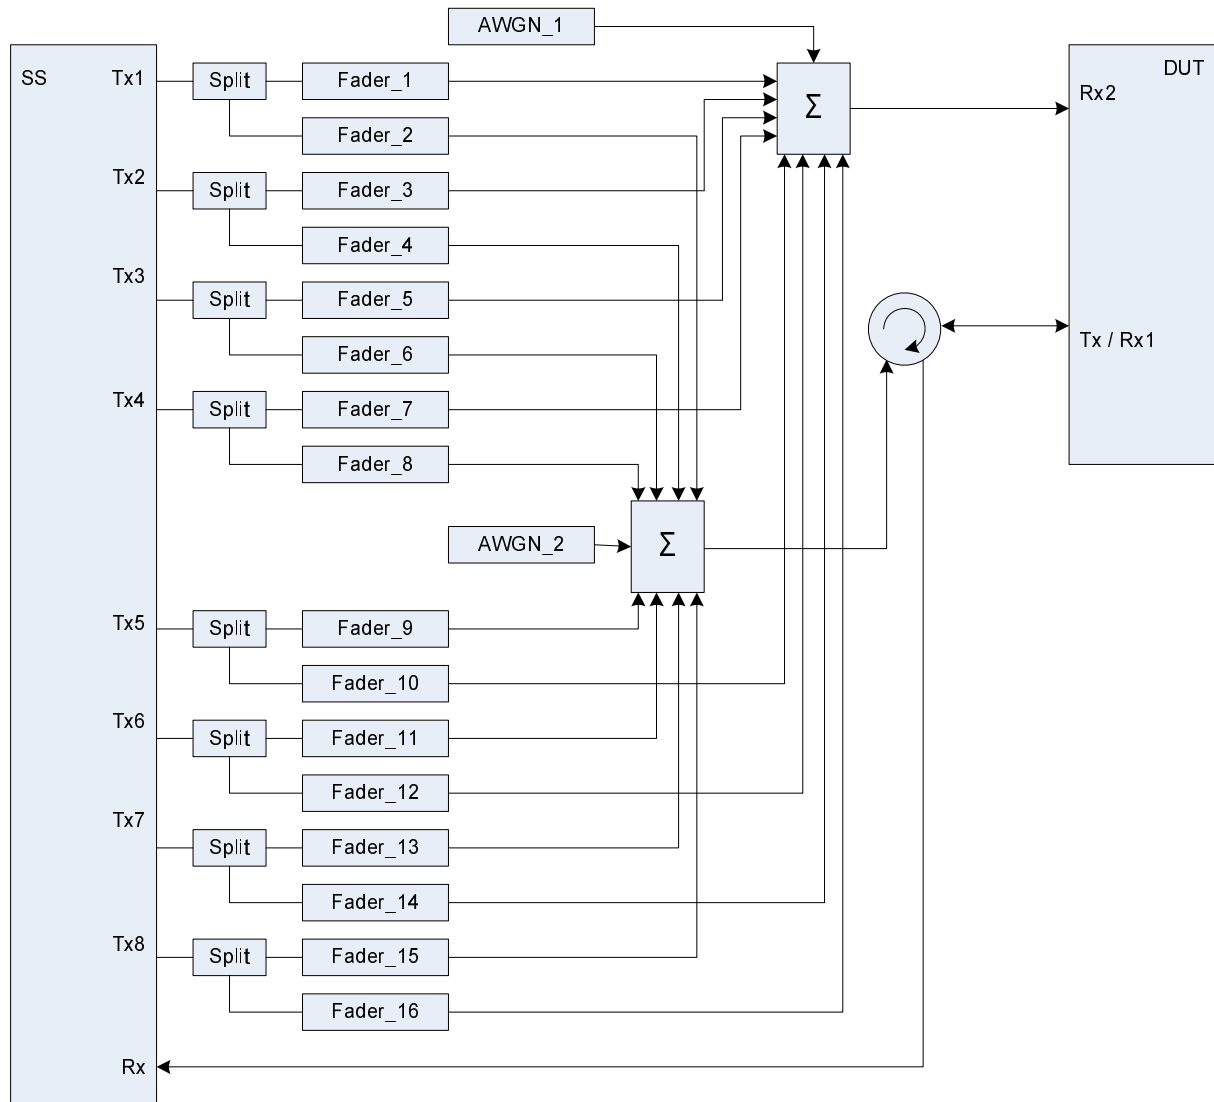 AWGN_1
SS
Tx1
Split
Fader_1
Σ
DUT
Rx2
Fader_2
Tx2
Split
Fader_3
Fader_4
Tx3
Split
Fader_5
Tx / Rx1
Fader_6
Tx4
Split
Fader_7
Fader_8
AWGN_2
Σ
Tx5
Split
Fader_9
Fader_10
Tx6
Split
Fader_11
Fader_12
Tx7
Split
Fader_13
Fader_14
Tx8
Split
Fader_15
Fader_16
Rx